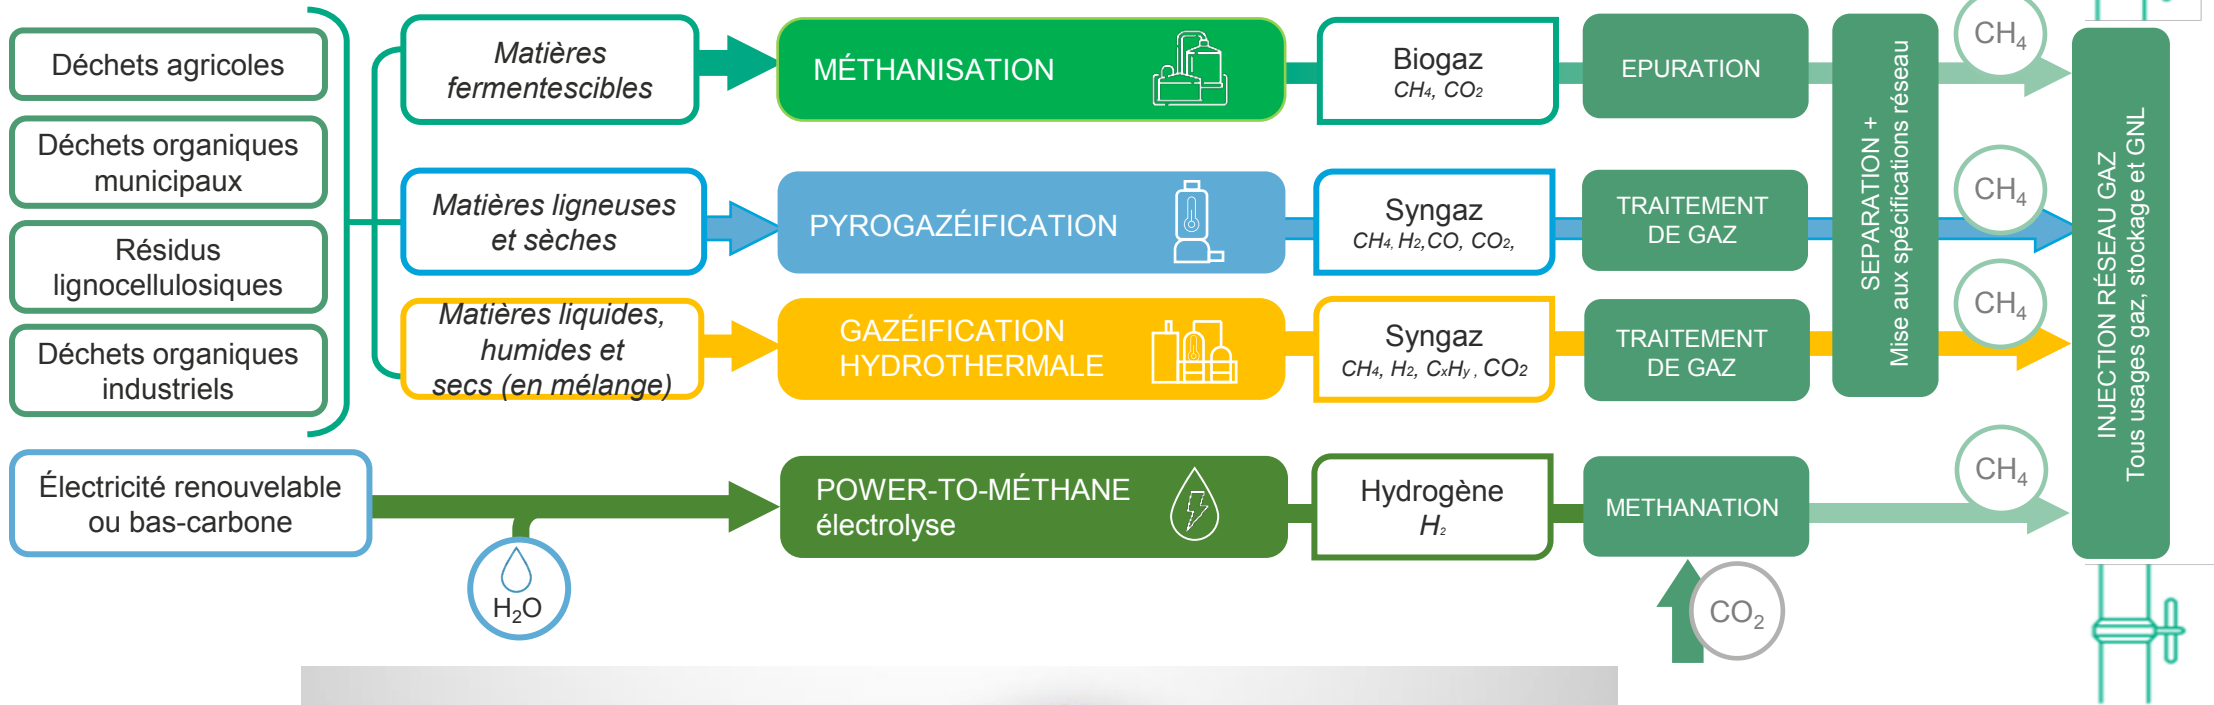 Déchets agricoles
Déchets organiques
municipaux
Résidus
lignocellulosiques
Déchets organiques
industriels
Électricité renouvelable
ou bas-carbone
H₂O
Matières
fermentescibles
MÉTHANISATION
Biogaz
CH₄, CO₂
EPURATION
CH₄
Matières ligneuses
et sèches
PYROGAZÉIFICATION
Syngaz
CH₄, H₂, CO, CO₂,
TRAITEMENT
DE GAZ
CH₄
Matières liquides,
humides et
secs (en mélange)
GAZÉIFICATION
HYDROTHERMALE
Syngaz
CH₄, H₂, CxHy , CO₂
TRAITEMENT
DE GAZ
CH₄
SEPARATION +
Mise aux spécifications réseau
POWER-TO-MÉTHANE
électrolyse
Hydrogène
H₂
METHANATION
CO₂
CH₄
INJECTION RÉSEAU GAZ
Tous usages gaz, stockage et GNL